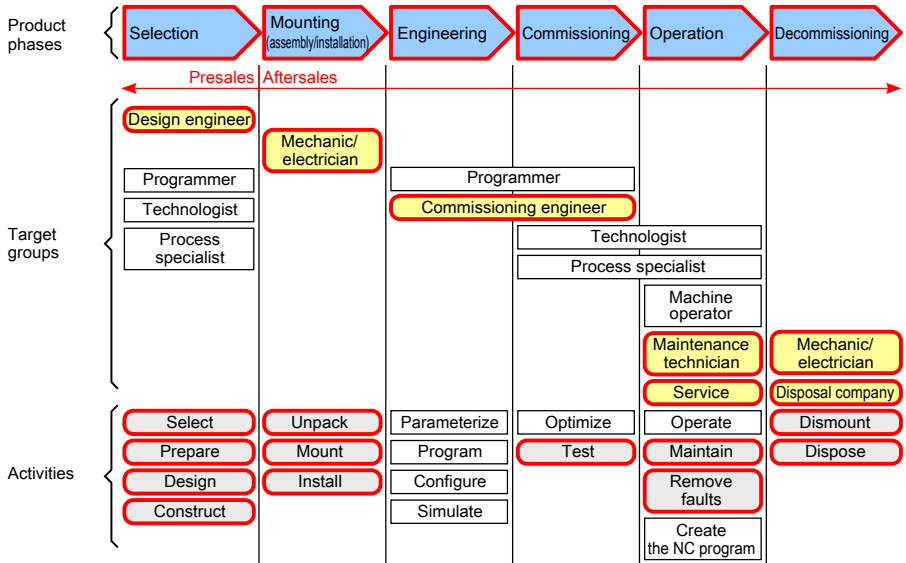 Product
phases
Selection
Mounting
(assembly/installation)
Engineering
Commissioning
Operation
Decommissioning
Presales
Aftersales
Target
groups
Design engineer
Mechanic/
electrician
Programmer
Programmer
Technologist
Commissioning engineer
Process
specialist
Technologist
Process specialist
Machine
operator
Maintenance
technician
Mechanic/
electrician
Service
Disposal company
Activities
Select
Unpack
Parameterize
Optimize
Operate
Dismount
Prepare
Mount
Program
Test
Maintain
Dispose
Design
Install
Configure
Remove
faults
Construct
Simulate
Create
the NC program